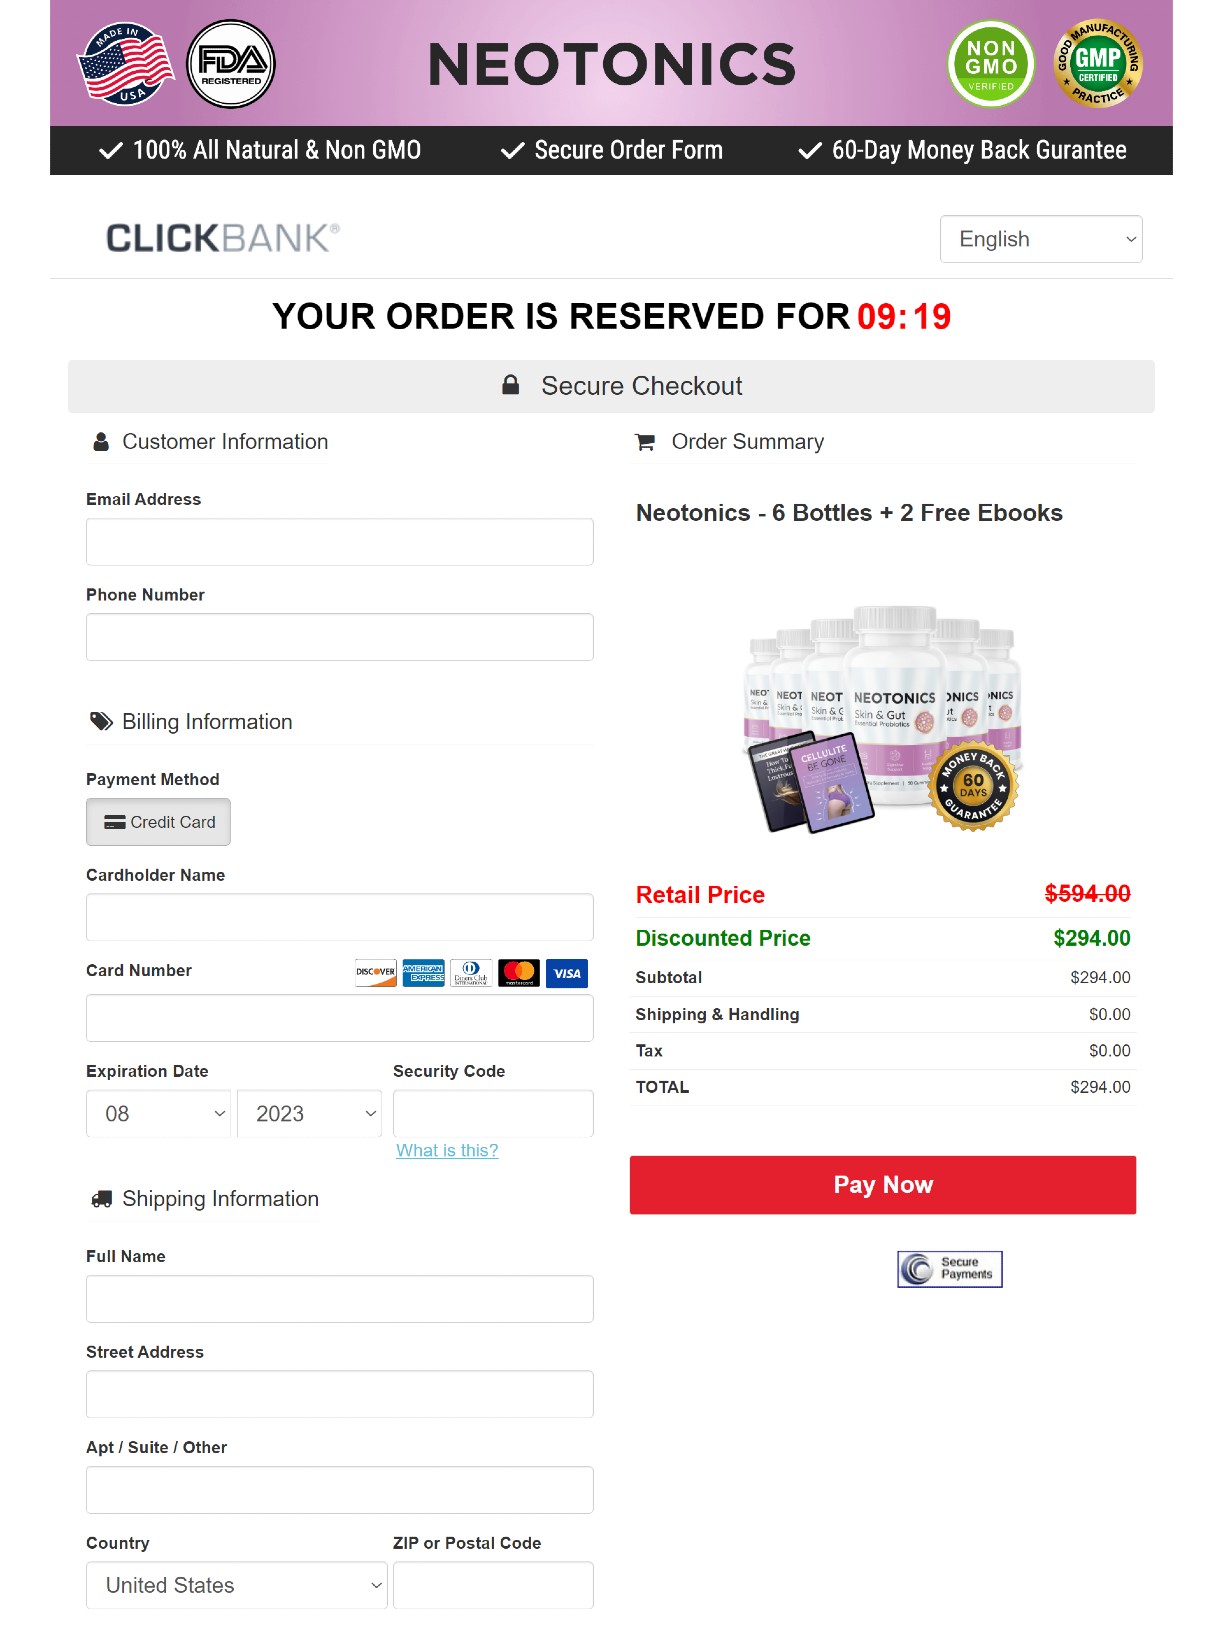 MADE IN
USA
FDA
REGISTERED
NEOTONICS
NON
GMO
VERIFIED
GOOD MANUFACTURING
GMP
CERTIFIED
PRACTICE
100% All Natural & Non GMO
Secure Order Form
60-Day Money Back Gurantee
CLICKBANK®
English
YOUR ORDER IS RESERVED FOR 09:19
Secure Checkout
Customer Information
Email Address
Phone Number
Billing Information
Payment Method
Credit Card
Cardholder Name
Card Number
DISCOVER
AMERICAN EXPRESS
Diners Club
INTERNATIONAL
mastercard
VISA
Expiration Date
Security Code
08
2023
What is this?
Shipping Information
Full Name
Street Address
Apt / Suite / Other
Country
ZIP or Postal Code
United States
Order Summary
Neotonics - 6 Bottles + 2 Free Ebooks
NEOT
NEOT
NEOTONICS
ONICS
NICS
Skin & Gut
Essential Probiotics
How To
CELLULITE
BE GONE
MONEY BACK
60
DAYS
GUARANTEE
Retail Price $594.00
Discounted Price $294.00
Subtotal $294.00
Shipping & Handling $0.00
Tax $0.00
TOTAL $294.00
Pay Now
Secure
Payments